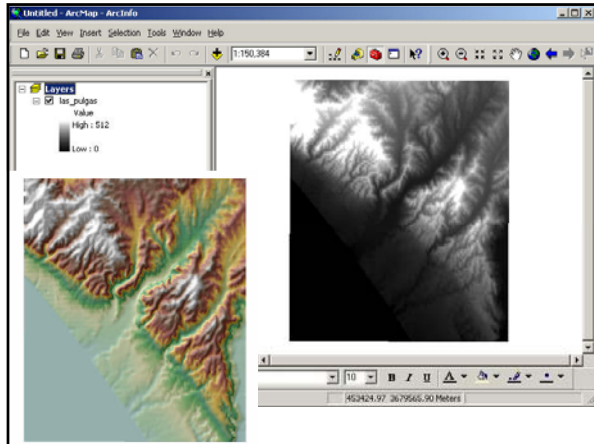 Untitled - ArcMap - ArcInfo
File Edit View Insert Selection Tools Window Help
1:150,384
Layers
las_pulgas
Value
High : 512
Low : 0
10 B I U A
453424.97 3679565.90 Meters